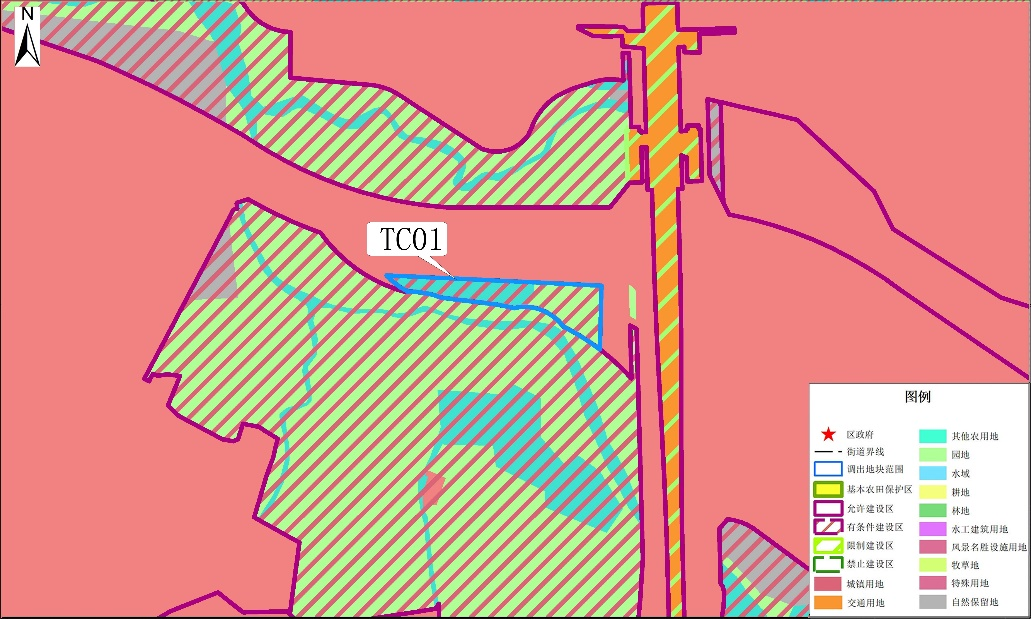 N
TC01
图例
区政府
街道界线
调出地块范围
基本农田保护区
允许建设区
有条件建设区
限制建设区
禁止建设区
城镇用地
交通用地
其他农用地
园地
水域
耕地
林地
水工建筑用地
风景名胜设施用地
牧草地
特殊用地
自然保留地